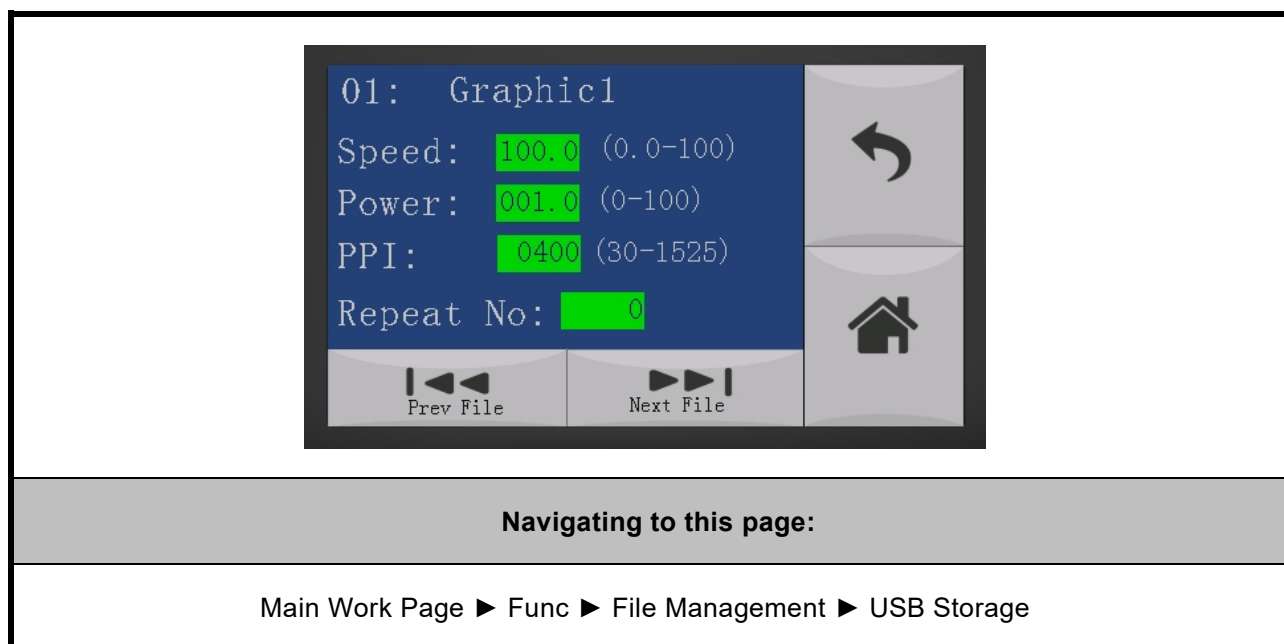 01: Graphic1
Speed: 100.0 (0.0-100)
Power: 001.0 (0-100)
PPI: 0400 (30-1525)
Repeat No: 0
Prev File
Next File
Navigating to this page:
Main Work Page ► Func ► File Management ► USB Storage